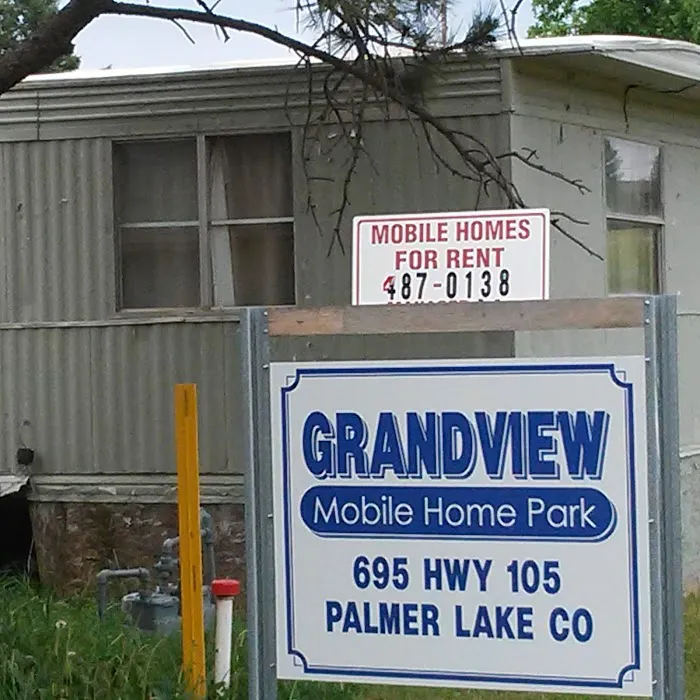 MOBILE HOMES
FOR RENT
487-0138
GRANDVIEW
Mobile Home Park
695 HWY 105
PALMER LAKE CO